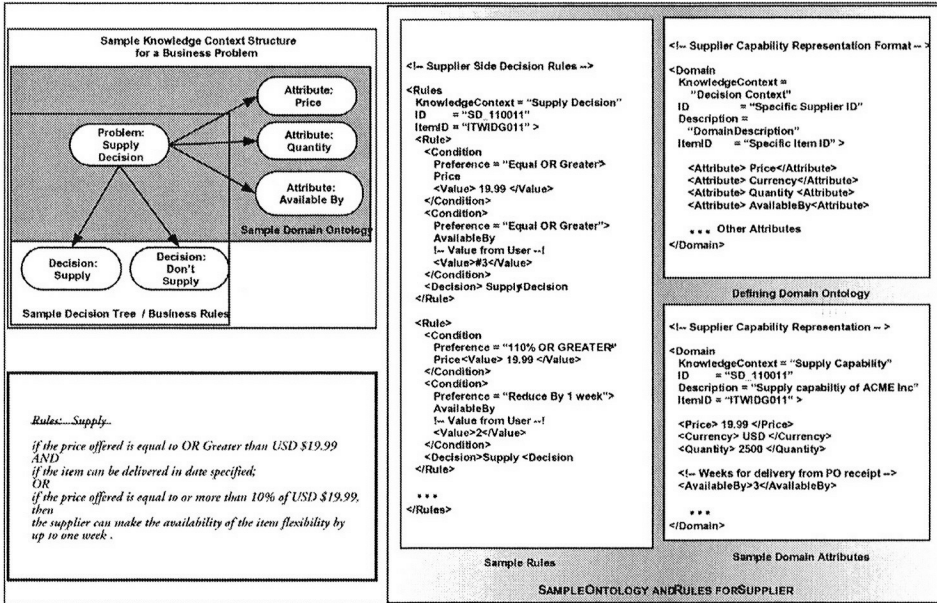 Sample Knowledge Context Structure
for a Business Problem
Attribute:
Price
Problem:
Supply
Decision
Attribute:
Quantity
Attribute:
Available By
Sample Domain Ontology
Decision:
Supply
Decision:
Don't
Supply
Sample Decision Tree / Business Rules
Rules: Supply
if the price offered is equal to OR Greater than USD $19.99
AND
if the item can be delivered in date specified;
OR
if the price offered is equal to or more than 10% of USD $19.99,
then
the supplier can make the availability of the item flexibility by
up to one week .
<!-- Supplier Side Decision Rules -->
<Rules
KnowledgeContext = "Supply Decision"
ID = "SD_110011"
ItemID = "ITWIDG011" >
<Rule>
<Condition
Preference = "Equal OR Greater">
Price
<Value> 19.99 </Value>
</Condition>
<Condition
Preference = "Equal OR Greater">
AvailableBy
!-- Value from User --!
<Value>#3</Value>
</Condition>
<Decision> Supply</Decision
</Rule>
<Rule>
<Condition
Preference = "110% OR GREATER"
Price<Value> 19.99 </Value>
</Condition>
<Condition
Preference = "Reduce By 1 week">
AvailableBy
!-- Value from User --!
<Value>2</Value>
</Condition>
<Decision>Supply <Decision
</Rule>
...
</Rules>
Sample Rules
<!-- Supplier Capability Representation Format -->
<Domain
KnowledgeContext =
"Decision Context"
ID = "Specific Supplier ID"
Description =
"DomainDescription"
ItemID = "Specific Item ID" >
<Attribute> Price</Attribute>
<Attribute> Currency</Attribute>
<Attribute> Quantity <Attribute>
<Attribute> AvailableBy<Attribute>
... Other Attributes
</Domain>
Defining Domain Ontology
<!-- Supplier Capability Representation -- >
<Domain
KnowledgeContext = "Supply Capability"
ID = "SD_110011"
Description = "Supply capabiltiy of ACME Inc"
ItemID = "ITWIDG011" >
<Price> 19.99 </Price>
<Currency> USD </Currency>
<Quantity> 2500 </Quantity>
<!-- Weeks for delivery from PO receipt -->
<AvailableBy>3</AvailableBy>
...
</Domain>
Sample Domain Attributes
SAMPLE ONTOLOGY AND RULES FOR SUPPLIER